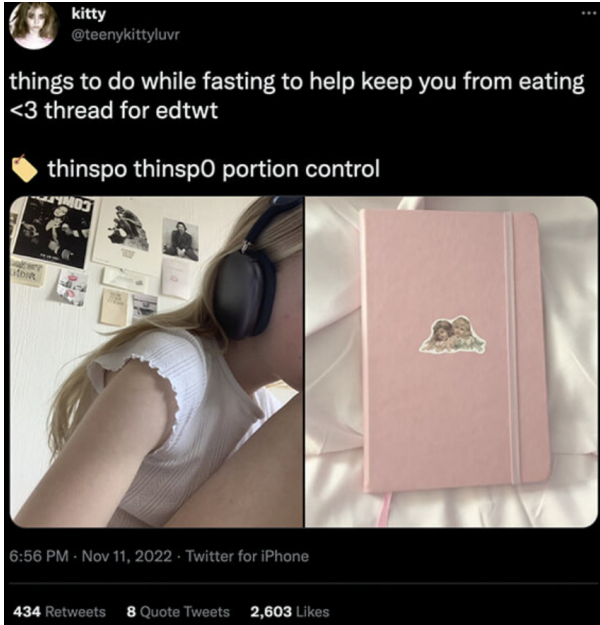 kitty
@teenykittyluvr
things to do while fasting to help keep you from eating
<3 thread for edtwt
thinspo thinsp0 portion control
6:56 PM · Nov 11, 2022 · Twitter for iPhone
434 Retweets 8 Quote Tweets 2,603 Likes